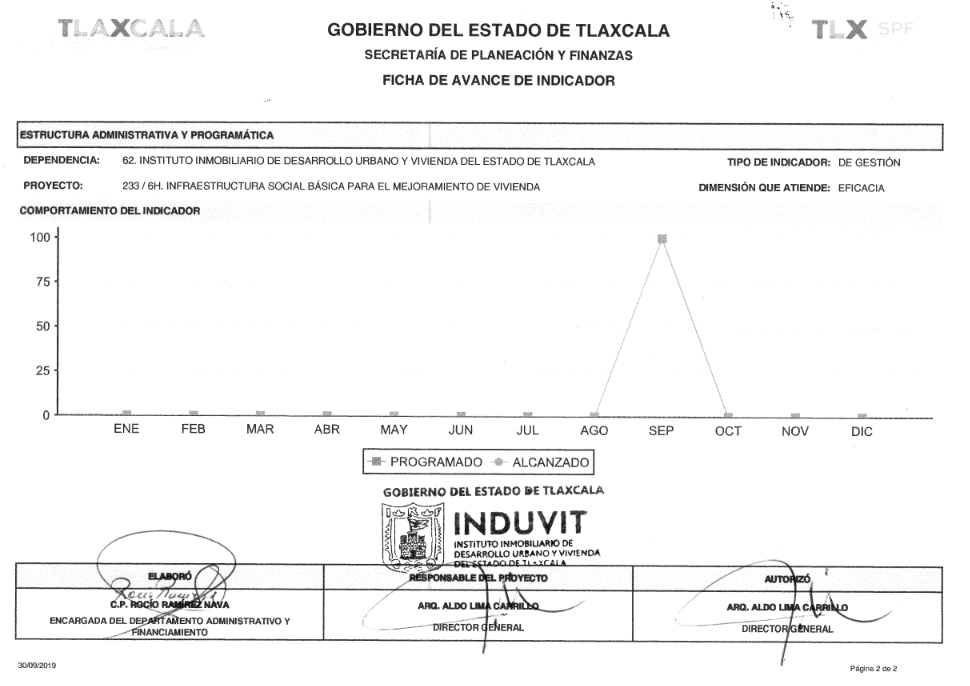 TLAXCALA
GOBIERNO DEL ESTADO DE TLAXCALA
TLX SPF
SECRETARÍA DE PLANEACIÓN Y FINANZAS
FICHA DE AVANCE DE INDICADOR
ESTRUCTURA ADMINISTRATIVA Y PROGRAMÁTICA
DEPENDENCIA: 62. INSTITUTO INMOBILIARIO DE DESARROLLO URBANO Y VIVIENDA DEL ESTADO DE TLAXCALA TIPO DE INDICADOR: DE GESTIÓN
PROYECTO: 233 / 6H. INFRAESTRUCTURA SOCIAL BÁSICA PARA EL MEJORAMIENTO DE VIVIENDA DIMENSIÓN QUE ATIENDE: EFICACIA
COMPORTAMIENTO DEL INDICADOR
100
75
50
25
0
ENE FEB MAR ABR MAY JUN JUL AGO SEP OCT NOV DIC
PROGRAMADO ALCANZADO
GOBIERNO DEL ESTADO DE TLAXCALA
INDUVIT
INSTITUTO INMOBILIARIO DE
DESARROLLO URBANO Y VIVIENDA
DEL ESTADO DE TLAXCALA
ELABORÓ RESPONSABLE DEL PROYECTO AUTORIZÓ
C.P. ROCÍO RAMÍREZ NAVA ARQ. ALDO LIMA CARRILLO ARQ. ALDO LIMA CARRILLO
ENCARGADA DEL DEPARTAMENTO ADMINISTRATIVO Y
FINANCIAMIENTO
DIRECTOR GENERAL DIRECTOR GENERAL
30/09/2019 Página 2 de 2